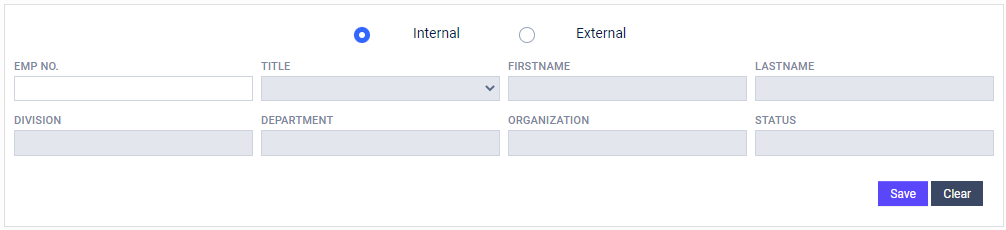 Internal External
EMP NO. TITLE FIRSTNAME LASTNAME
DIVISION DEPARTMENT ORGANIZATION STATUS
Save Clear